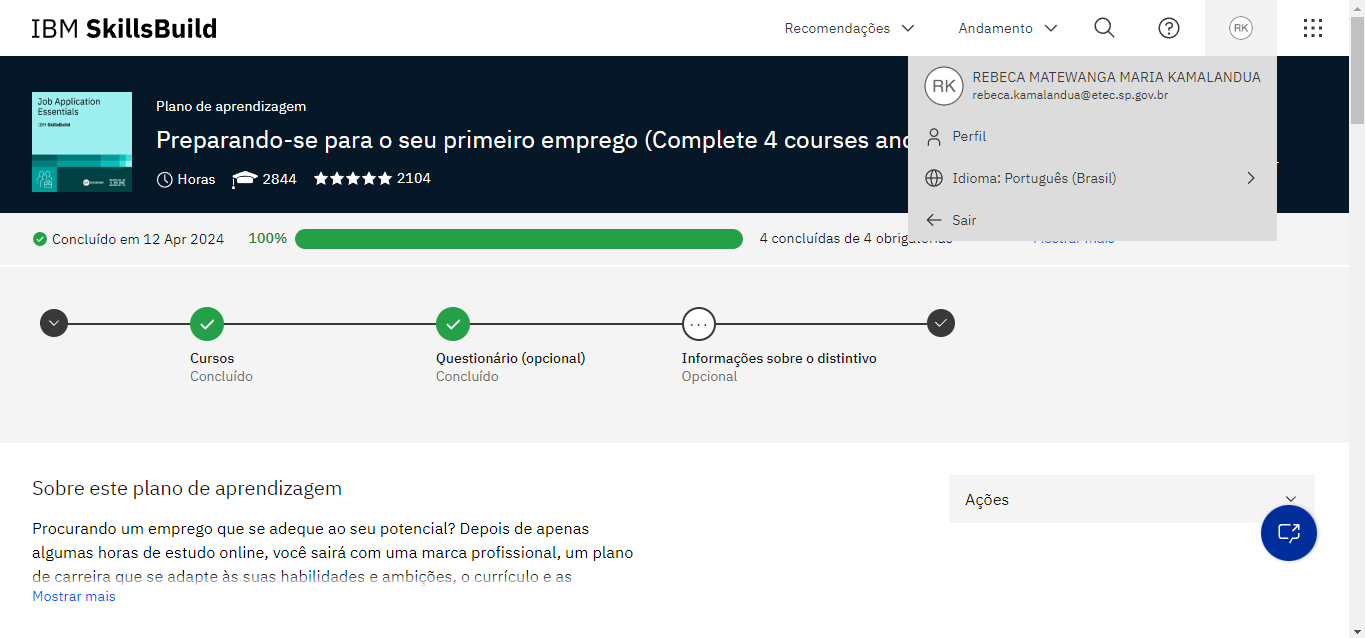 IBM SkillsBuild
Recomendações
Andamento
RK
RK
REBECA MATEWANGA MARIA KAMALANDUA
rebeca.kamalandua@etec.sp.gov.br
Perfil
Idioma: Português (Brasil)
Sair
Job Application
Essentials
IBM SkillsBuild
IBM
Plano de aprendizagem
Preparando-se para o seu primeiro emprego (Complete 4 courses and
Horas
2844
2104
Concluído em 12 Apr 2024
100%
4 concluídas de 4 obrigatórias
Mostrar mais
Cursos
Concluído
Questionário (opcional)
Concluído
Informações sobre o distintivo
Opcional
Sobre este plano de aprendizagem
Procurando um emprego que se adeque ao seu potencial? Depois de apenas
algumas horas de estudo online, você sairá com uma marca profissional, um plano
de carreira que se adapte às suas habilidades e ambições, o currículo e as
Mostrar mais
Ações